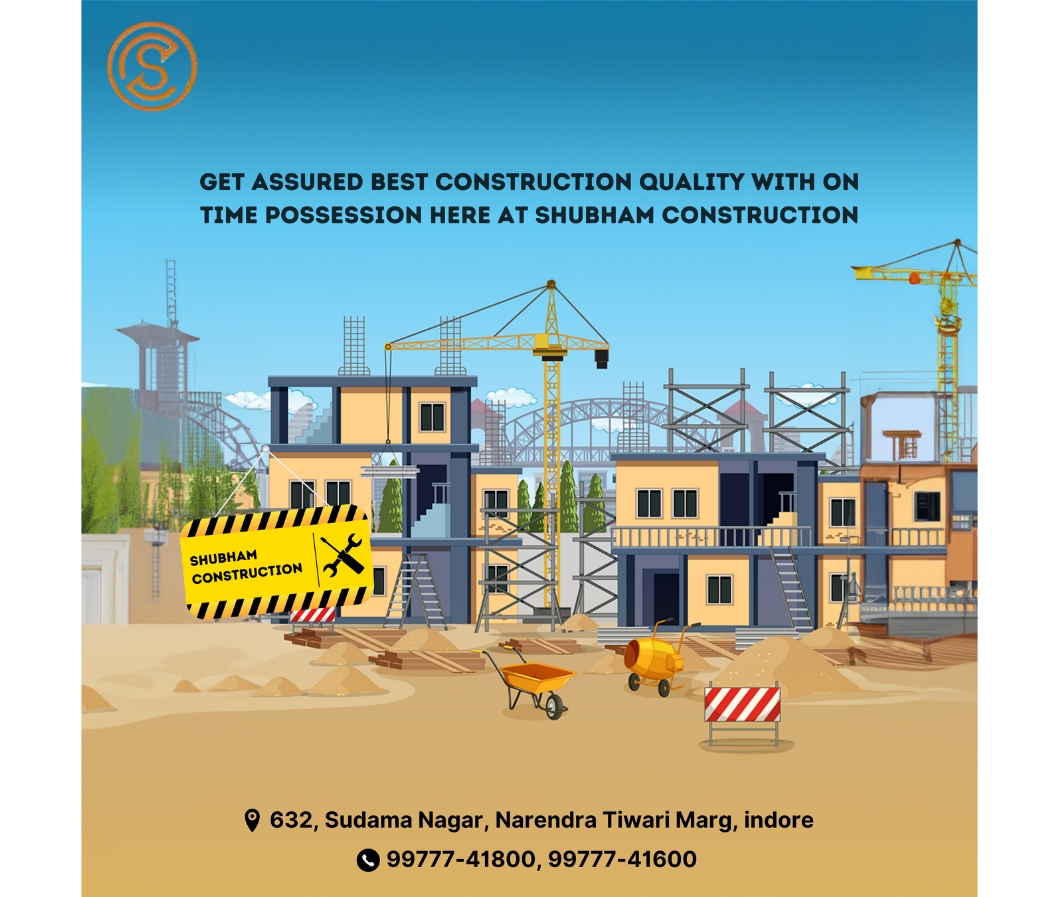 GET ASSURED BEST CONSTRUCTION QUALITY WITH ON
TIME POSSESSION HERE AT SHUBHAM CONSTRUCTION
SHUBHAM
CONSTRUCTION
632, Sudama Nagar, Narendra Tiwari Marg, indore
99777-41800, 99777-41600